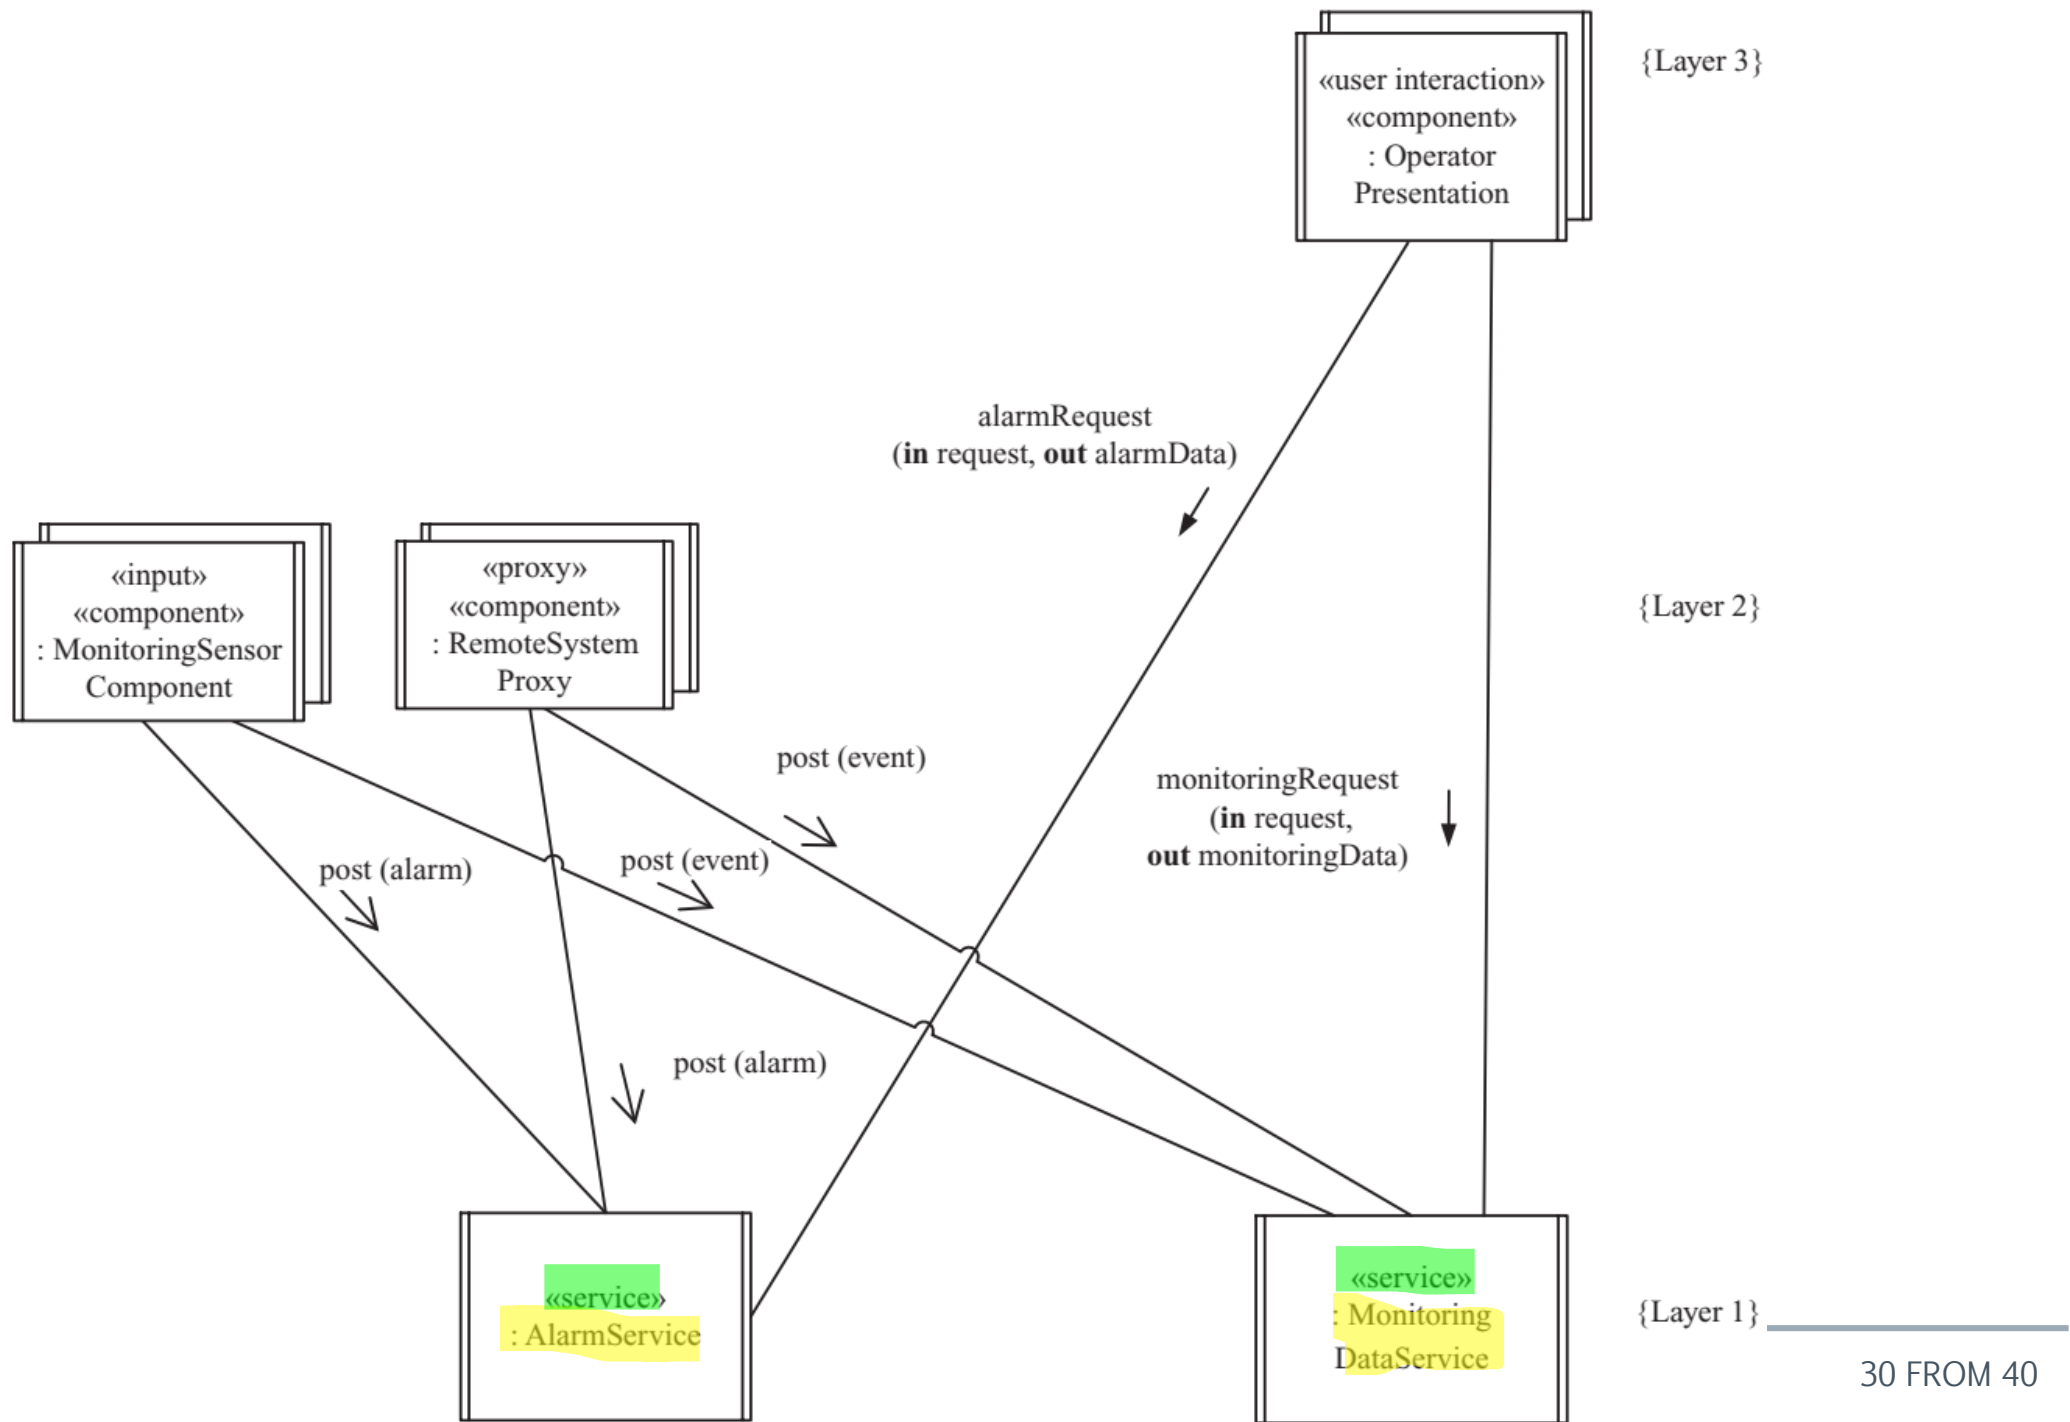 «user interaction»
«component»
: Operator
Presentation
{Layer 3}
alarmRequest
(in request, out alarmData)
«input»
«component»
: MonitoringSensor
Component
«proxy»
«component»
: RemoteSystem
Proxy
{Layer 2}
post (event)
monitoringRequest
(in request,
out monitoringData)
post (alarm)
post (event)
post (alarm)
«service»
: AlarmService
«service»
: Monitoring
DataService
{Layer 1}
30 FROM 40